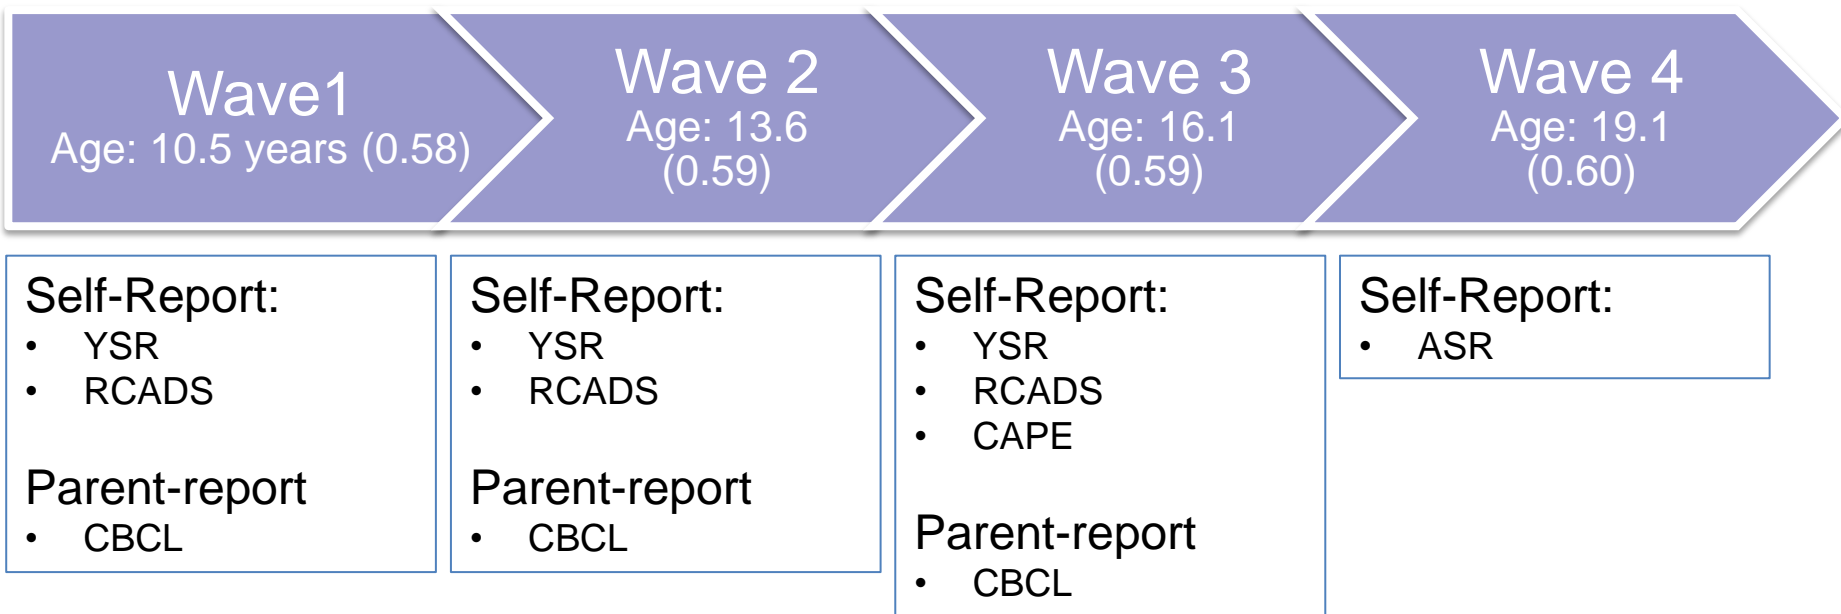 Wave1
Age: 10.5 years (0.58)
Wave 2
Age: 13.6
(0.59)
Wave 3
Age: 16.1
(0.59)
Wave 4
Age: 19.1
(0.60)
Self-Report:
• YSR
• RCADS
Parent-report
• CBCL
Self-Report:
• YSR
• RCADS
Parent-report
• CBCL
Self-Report:
• YSR
• RCADS
• CAPE
Parent-report
• CBCL
Self-Report:
• ASR